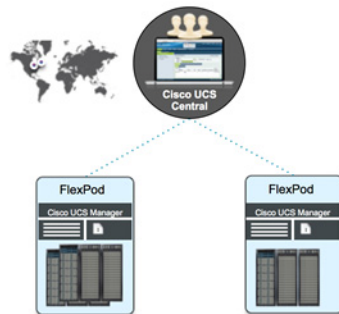 Cisco UCS
Central
FlexPod
Cisco UCS Manager
FlexPod
Cisco UCS Manager